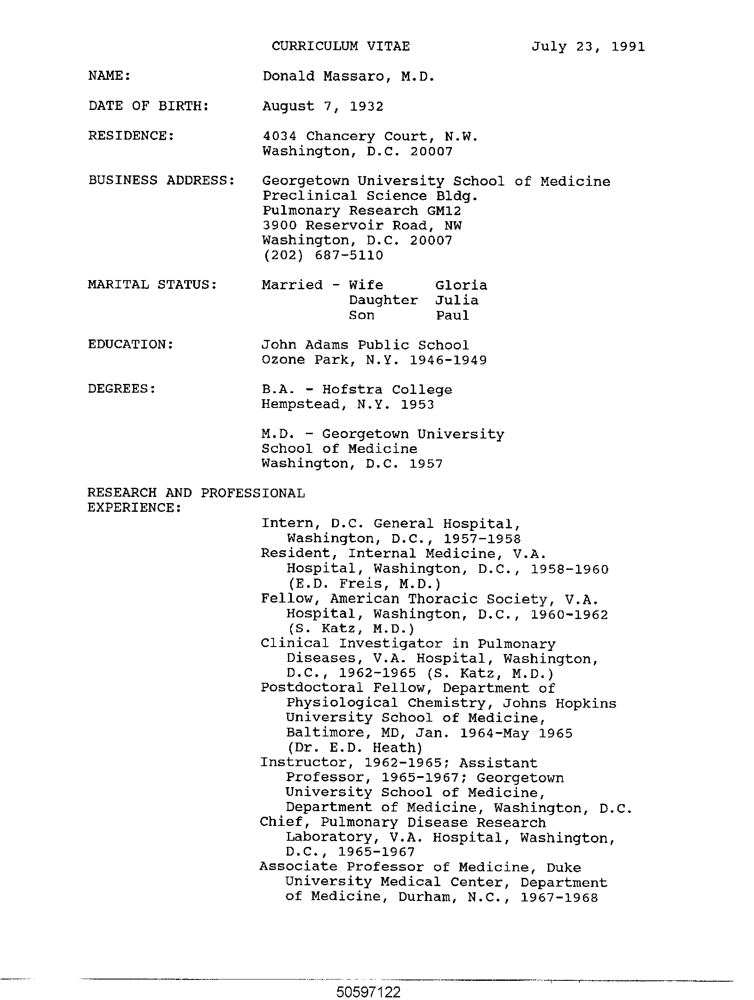 CURRICULUM VITAE July 23, 1991
NAME: Donald Massaro, M.D.
DATE OF BIRTH: August 7, 1932
RESIDENCE: 4034 Chancery Court, N.W.
Washington, D.C. 20007
BUSINESS ADDRESS: Georgetown University School of Medicine
Preclinical Science Bldg.
Pulmonary Research GM12
3900 Reservoir Road, NW
Washington, D.C. 20007
(202) 687-5110
MARITAL STATUS: Married - Wife Gloria
Daughter Julia
Son Paul
EDUCATION: John Adams Public School
Ozone Park, N.Y. 1946-1949
DEGREES: B.A. - Hofstra College
Hempstead, N.Y. 1953
M.D. - Georgetown University
School of Medicine
Washington, D.C. 1957
RESEARCH AND PROFESSIONAL
EXPERIENCE:
Intern, D.C. General Hospital,
Washington, D.C., 1957-1958
Resident, Internal Medicine, V.A.
Hospital, Washington, D.C., 1958-1960
(E.D. Freis, M.D.)
Fellow, American Thoracic Society, V.A.
Hospital, Washington, D.C., 1960-1962
(S. Katz, M.D.)
Clinical Investigator in Pulmonary
Diseases, V.A. Hospital, Washington,
D.C., 1962-1965 (S. Katz, M.D.)
Postdoctoral Fellow, Department of
Physiological Chemistry, Johns Hopkins
University School of Medicine,
Baltimore, MD, Jan. 1964-May 1965
(Dr. E.D. Heath)
Instructor, 1962-1965; Assistant
Professor, 1965-1967; Georgetown
University School of Medicine,
Department of Medicine, Washington, D.C.
Chief, Pulmonary Disease Research
Laboratory, V.A. Hospital, Washington,
D.C., 1965-1967
Associate Professor of Medicine, Duke
University Medical Center, Department
of Medicine, Durham, N.C., 1967-1968
50597122